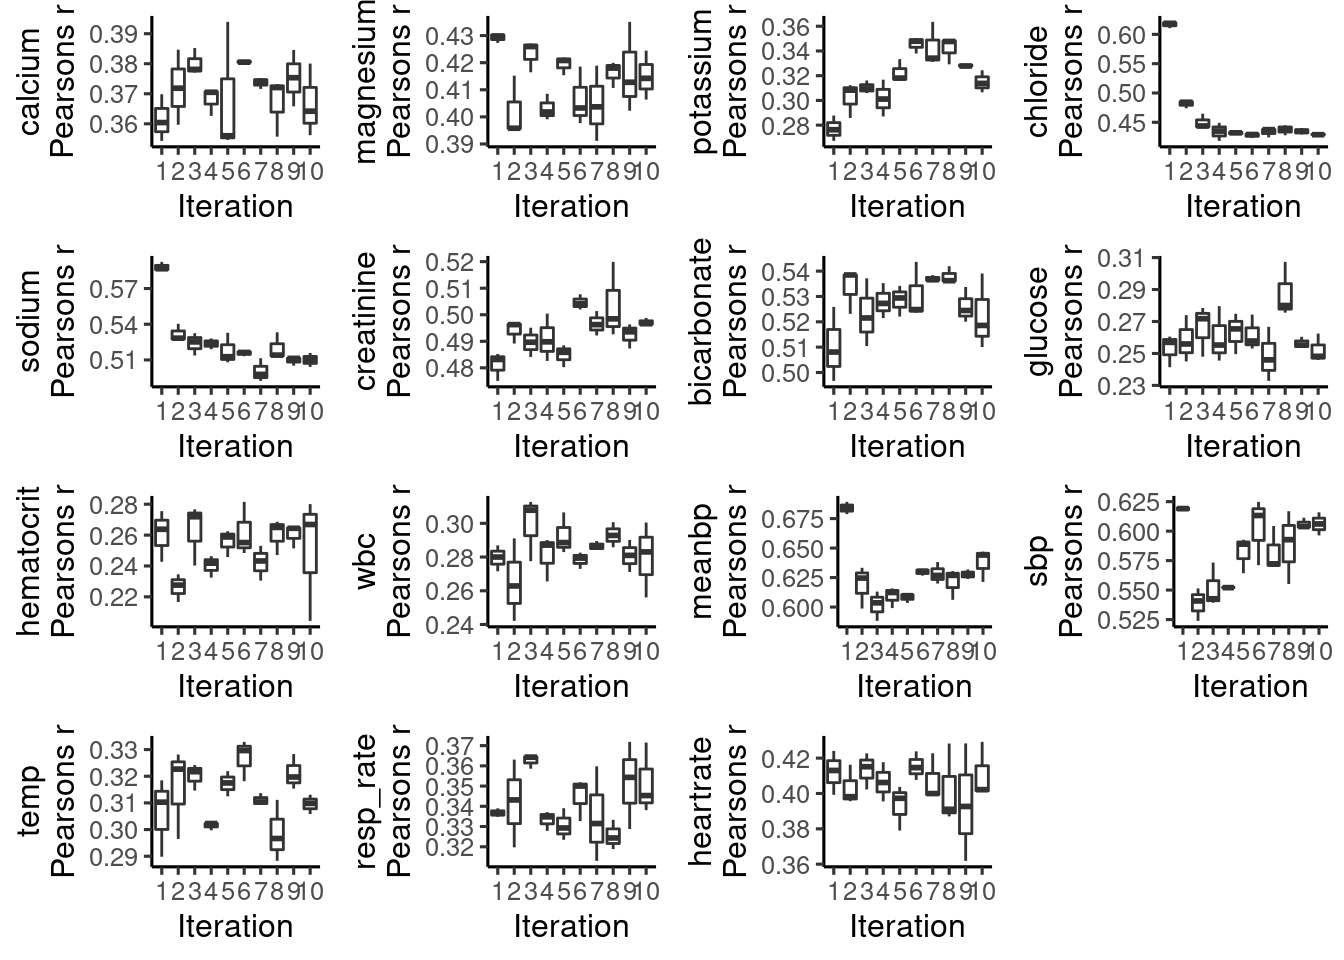 calcium
Pearsons r
0.39
0.38
0.37
0.36
12345678910
Iteration
magnesium
Pearsons r
0.43
0.42
0.41
0.40
0.39
12345678910
Iteration
potassium
Pearsons r
0.36
0.34
0.32
0.30
0.28
12345678910
Iteration
chloride
Pearsons r
0.60
0.55
0.50
0.45
12345678910
Iteration
sodium
Pearsons r
0.57
0.54
0.51
12345678910
Iteration
creatinine
Pearsons r
0.52
0.51
0.50
0.49
0.48
12345678910
Iteration
bicarbonate
Pearsons r
0.54
0.53
0.52
0.51
0.50
12345678910
Iteration
glucose
Pearsons r
0.31
0.29
0.27
0.25
0.23
12345678910
Iteration
hematocrit
Pearsons r
0.28
0.26
0.24
0.22
12345678910
Iteration
wbc
Pearsons r
0.30
0.28
0.26
0.24
12345678910
Iteration
meanbp
Pearsons r
0.675
0.650
0.625
0.600
12345678910
Iteration
sbp
Pearsons r
0.625
0.600
0.575
0.550
0.525
12345678910
Iteration
temp
Pearsons r
0.33
0.32
0.31
0.30
0.29
12345678910
Iteration
resp_rate
Pearsons r
0.37
0.36
0.35
0.34
0.33
0.32
12345678910
Iteration
heartrate
Pearsons r
0.42
0.40
0.38
0.36
12345678910
Iteration